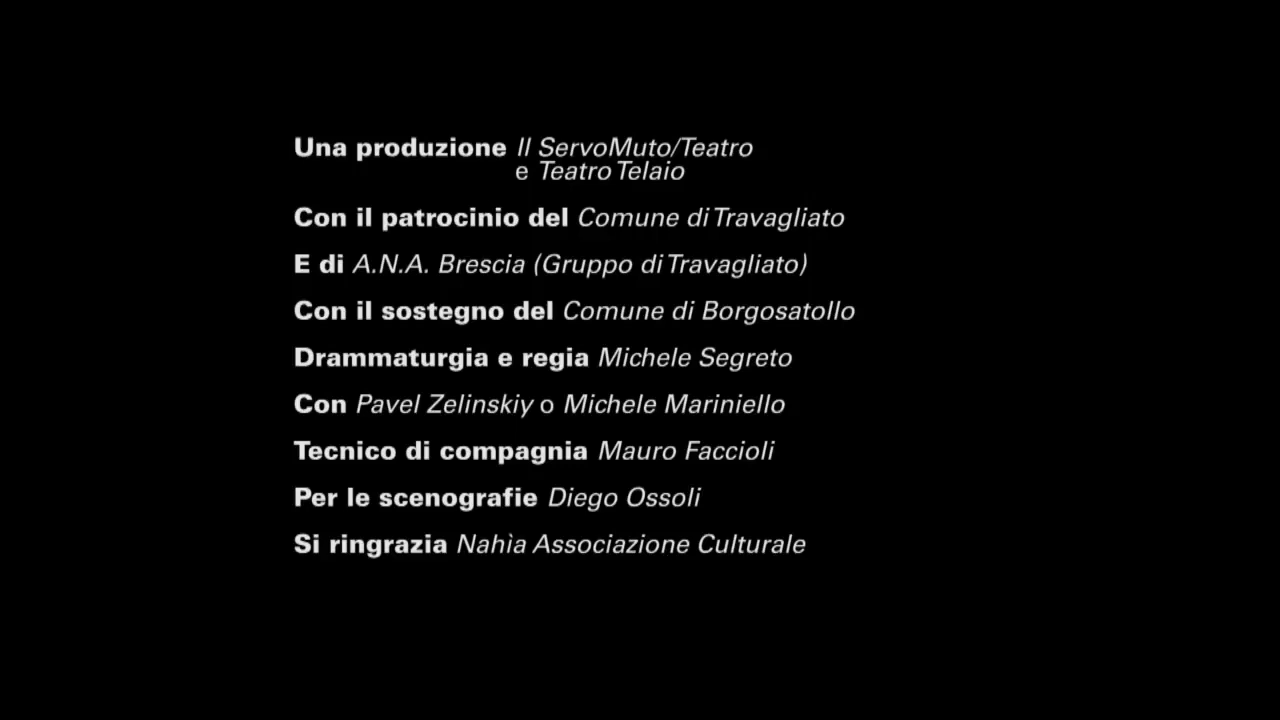 Una produzione Il ServoMuto/Teatro
e Teatro Telaio
Con il patrocinio del Comune di Travagliato
E di A.N.A. Brescia (Gruppo di Travagliato)
Con il sostegno del Comune di Borgosatollo
Drammaturgia e regia Michele Segreto
Con Pavel Zelinskiy o Michele Mariniello
Tecnico di compagnia Mauro Faccioli
Per le scenografie Diego Ossoli
Si ringrazia Nahìa Associazione Culturale